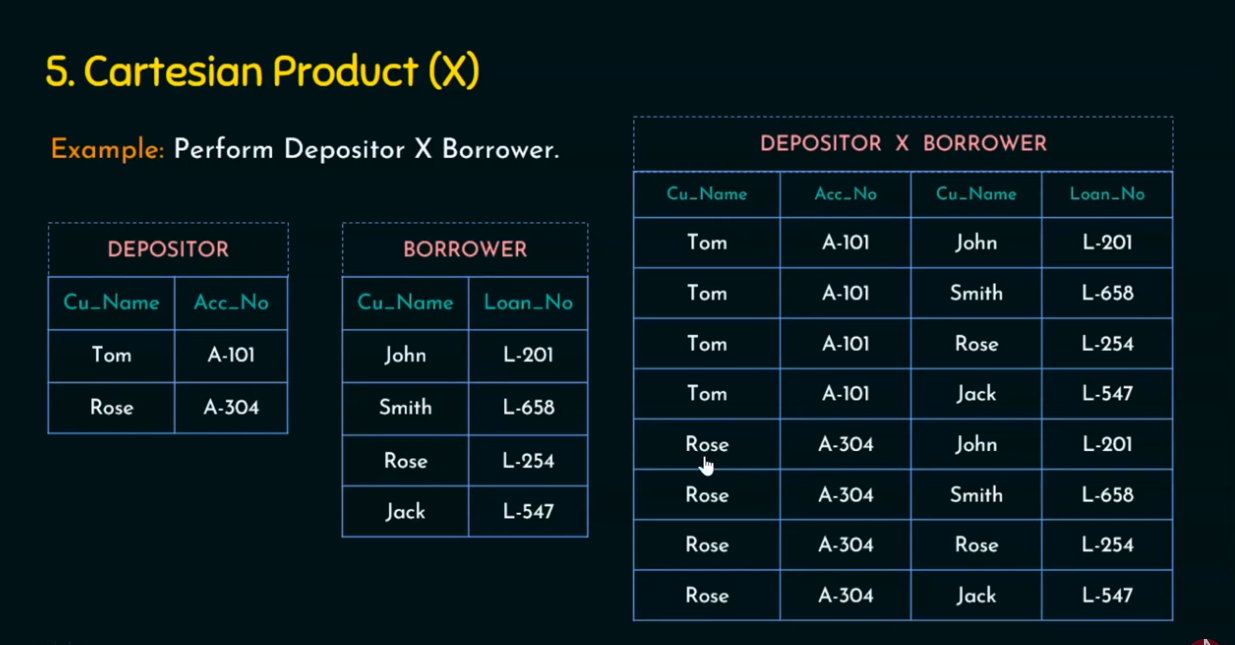 5. Cartesian Product (X)
Example: Perform Depositor X Borrower.
DEPOSITOR
Cu_Name Acc_No
Tom A-101
Rose A-304
BORROWER
Cu_Name Loan_No
John L-201
Smith L-658
Rose L-254
Jack L-547
DEPOSITOR X BORROWER
Cu_Name Acc_No Cu_Name Loan_No
Tom A-101 John L-201
Tom A-101 Smith L-658
Tom A-101 Rose L-254
Tom A-101 Jack L-547
Rose A-304 John L-201
Rose A-304 Smith L-658
Rose A-304 Rose L-254
Rose A-304 Jack L-547